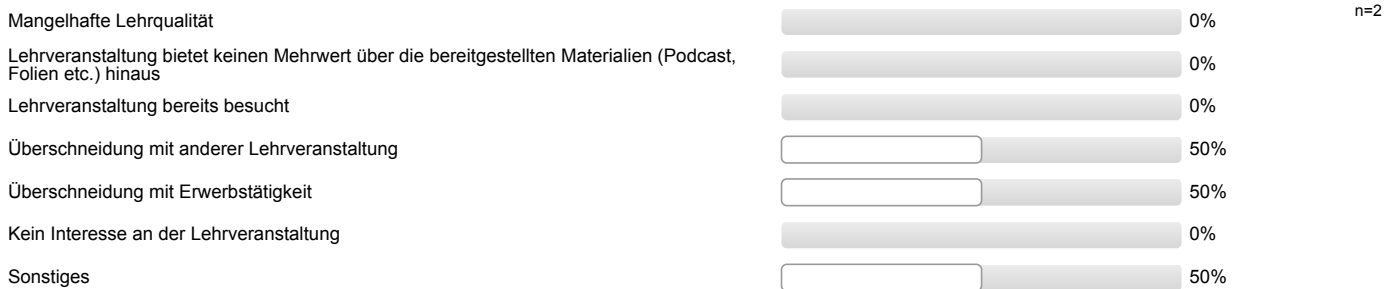 Mangelhafte Lehrqualität 0% n=2
Lehrveranstaltung bietet keinen Mehrwert über die bereitgestellten Materialien (Podcast,
Folien etc.) hinaus 0%
Lehrveranstaltung bereits besucht 0%
Überschneidung mit anderer Lehrveranstaltung 50%
Überschneidung mit Erwerbstätigkeit 50%
Kein Interesse an der Lehrveranstaltung 0%
Sonstiges 50%